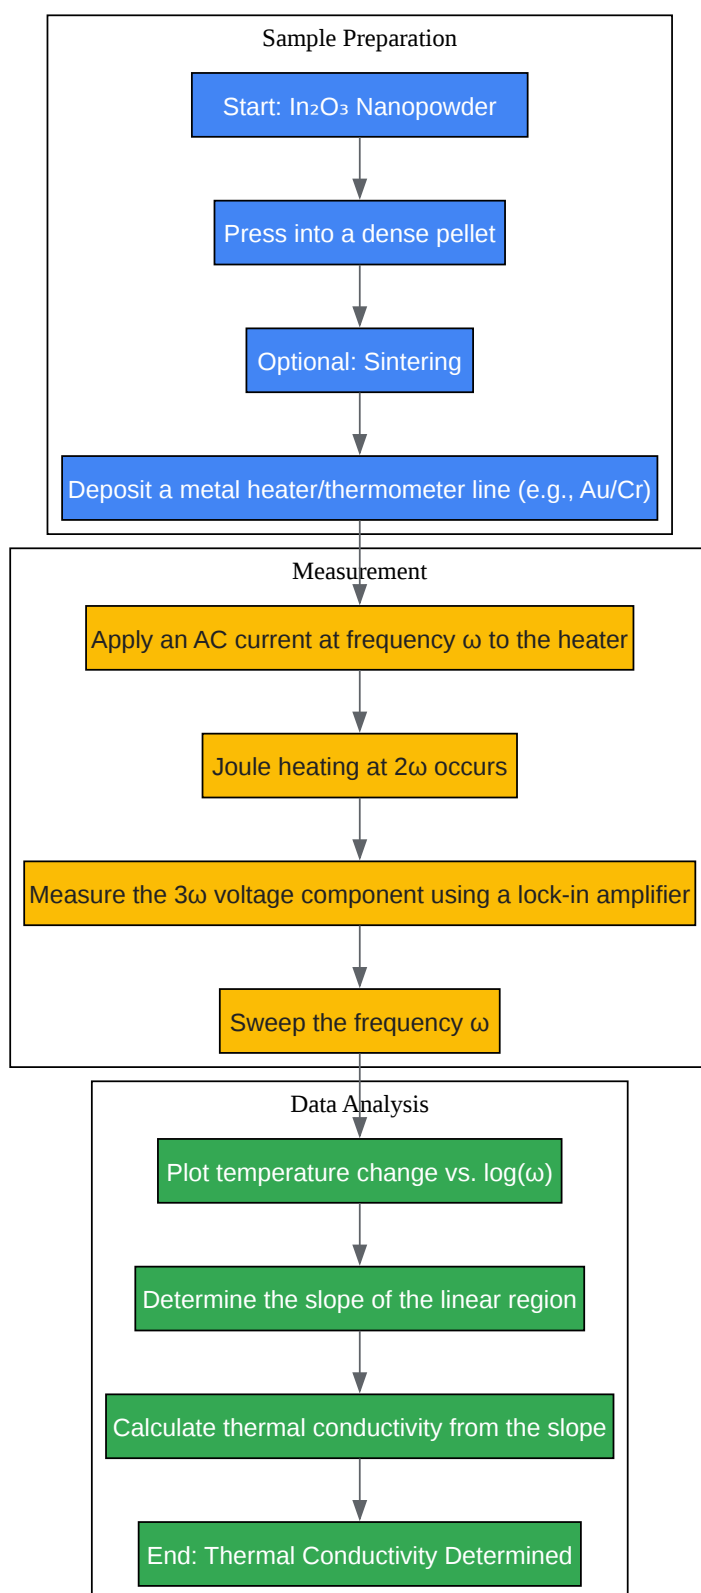 Sample Preparation
Start: In₂O₃ Nanopowder
Press into a dense pellet
Optional: Sintering
Deposit a metal heater/thermometer line (e.g., Au/Cr)
Measurement
Apply an AC current at frequency ω to the heater
Joule heating at 2ω occurs
Measure the 3ω voltage component using a lock-in amplifier
Sweep the frequency ω
Data Analysis
Plot temperature change vs. log(ω)
Determine the slope of the linear region
Calculate thermal conductivity from the slope
End: Thermal Conductivity Determined